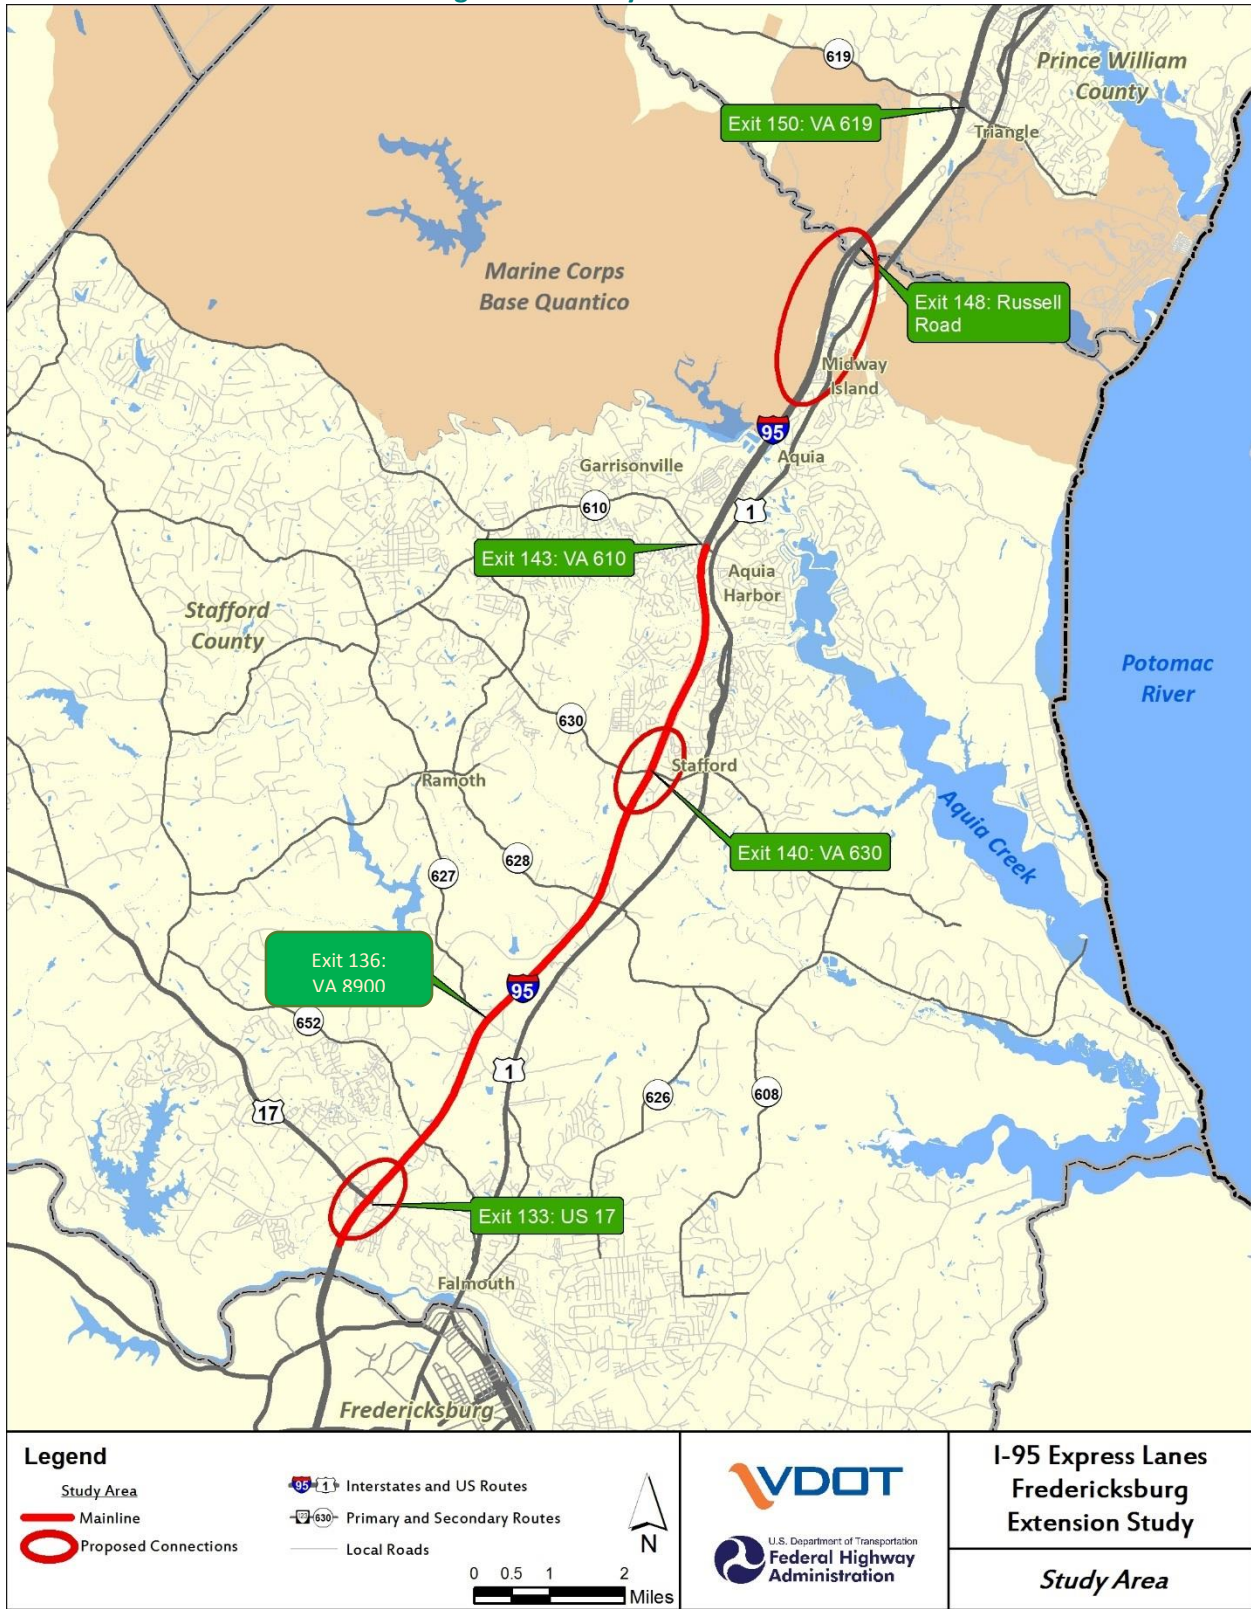 619
Prince William
County
Exit 150: VA 619
Triangle
Marine Corps
Base Quantico
Exit 148: Russell
Road
Midway
Island
95
Aquia
Garrisonville
610
1
Exit 143: VA 610
Aquia
Harbor
Stafford
County
Potomac
River
630
Stafford
Ramoth
Aquia Creek
Exit 140: VA 630
628
627
Exit 136:
VA 8900
95
652
1
17
626
608
Exit 133: US 17
Falmouth
Fredericksburg
Legend
Study Area
Mainline
Proposed Connections
95 1 Interstates and US Routes
123 630 Primary and Secondary Routes
Local Roads
N
0 0.5 1 2
Miles
VDOT
U.S. Department of Transportation
Federal Highway
Administration
I-95 Express Lanes
Fredericksburg
Extension Study
Study Area